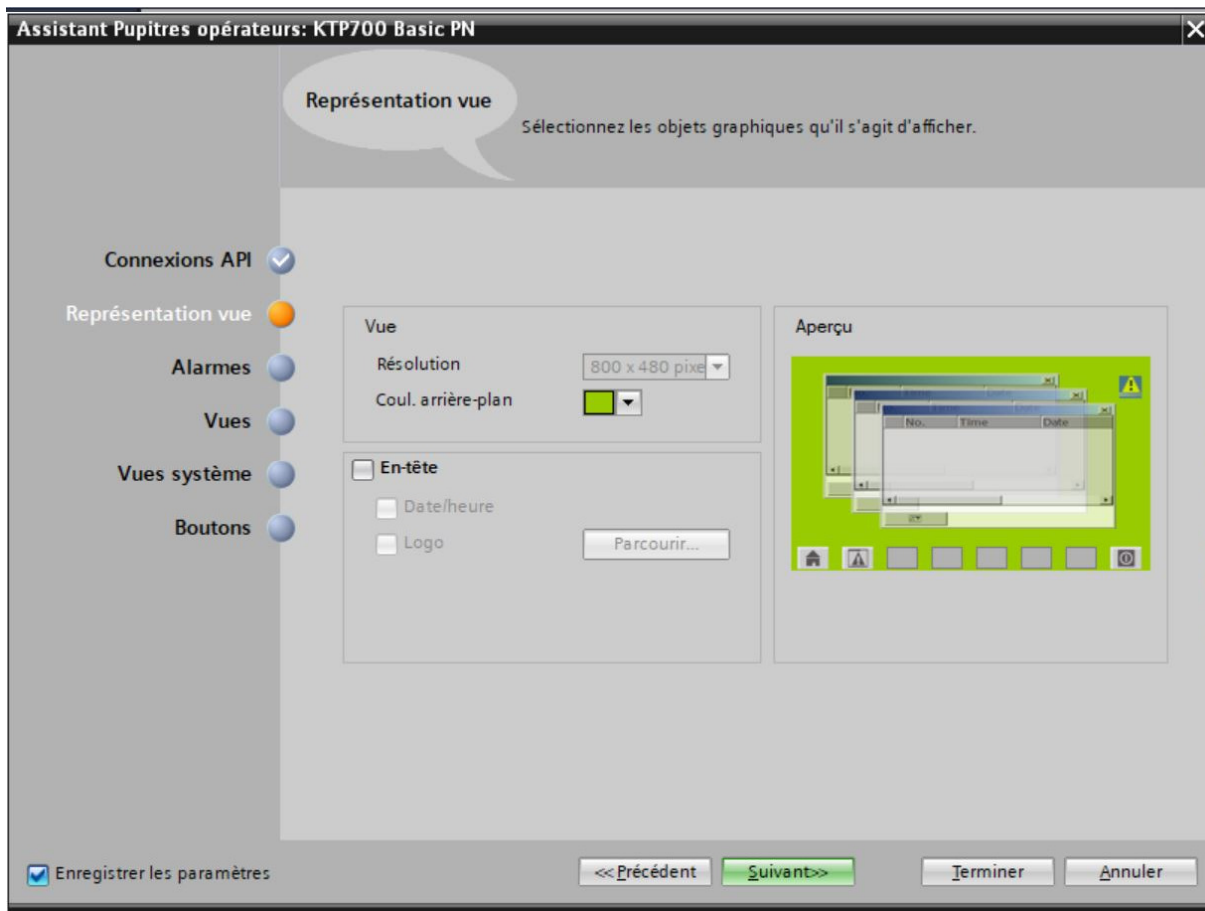 Assistant Pupitres opérateurs: KTP700 Basic PN
Représentation vue
Sélectionnez les objets graphiques qu'il s'agit d'afficher.
Connexions API
Représentation vue
Alarmes
Vues
Vues système
Boutons
Vue
Résolution
800 x 480 pixe
Coul. arrière-plan
En-tête
Date/heure
Logo
Parcourir...
Aperçu
No. Time Date
Enregistrer les paramètres
<< Précédent
Suivant>>
Terminer
Annuler